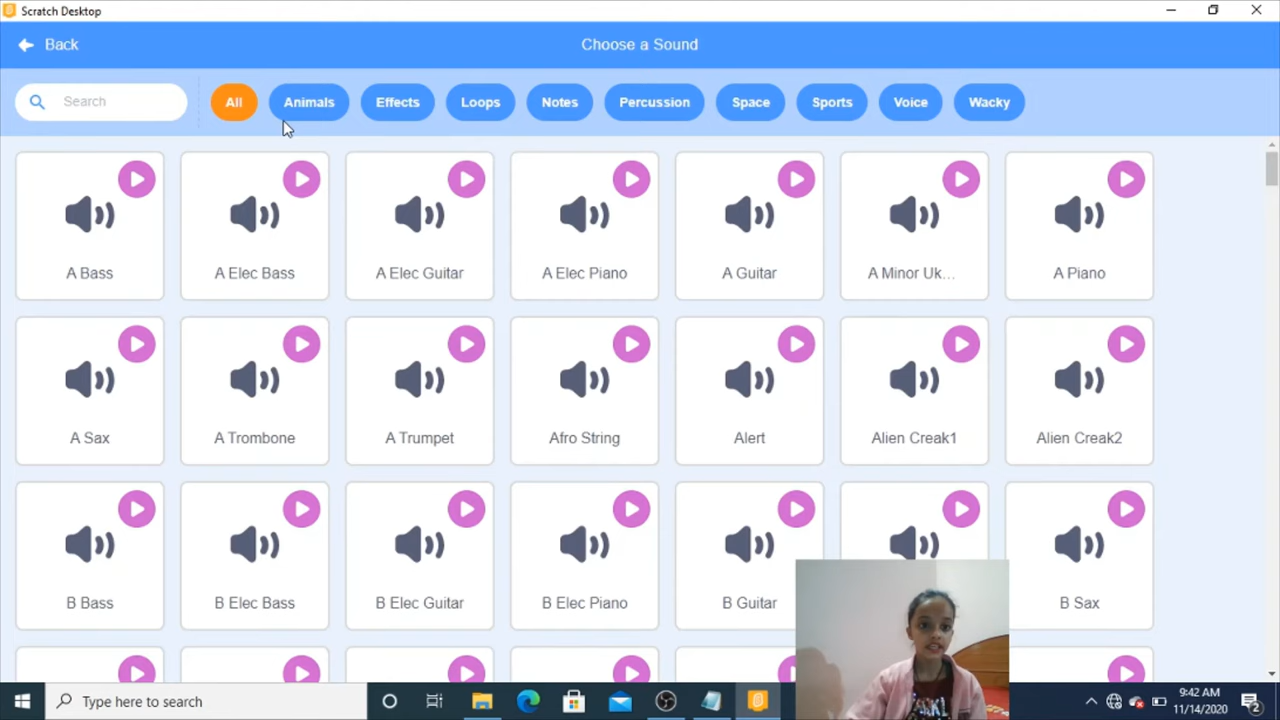 Scratch Desktop
Back
Choose a Sound
Search
All
Animals
Effects
Loops
Notes
Percussion
Space
Sports
Voice
Wacky
A Bass
A Elec Bass
A Elec Guitar
A Elec Piano
A Guitar
A Minor Uk...
A Piano
A Sax
A Trombone
A Trumpet
Afro String
Alert
Alien Creak1
Alien Creak2
B Bass
B Elec Bass
B Elec Guitar
B Elec Piano
B Guitar
B Sax
Type here to search
9:42 AM
11/14/2020
2